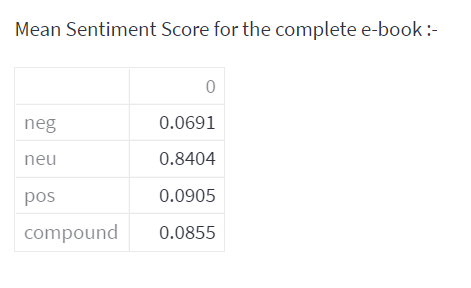 Mean Sentiment Score for the complete e-book :-
0
neg 0.0691
neu 0.8404
pos 0.0905
compound 0.0855